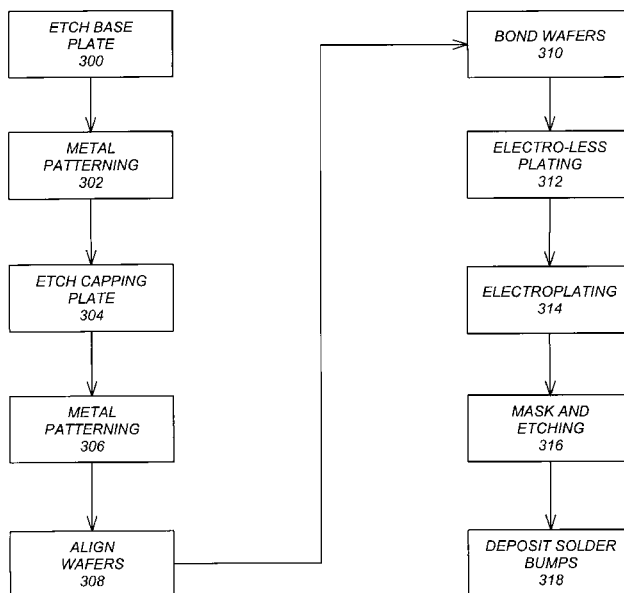 ETCH BASE
PLATE
300
METAL
PATTERNING
302
ETCH CAPPING
PLATE
304
METAL
PATTERNING
306
ALIGN
WAFERS
308
BOND WAFERS
310
ELECTRO-LESS
PLATING
312
ELECTROPLATING
314
MASK AND
ETCHING
316
DEPOSIT SOLDER
BUMPS
318